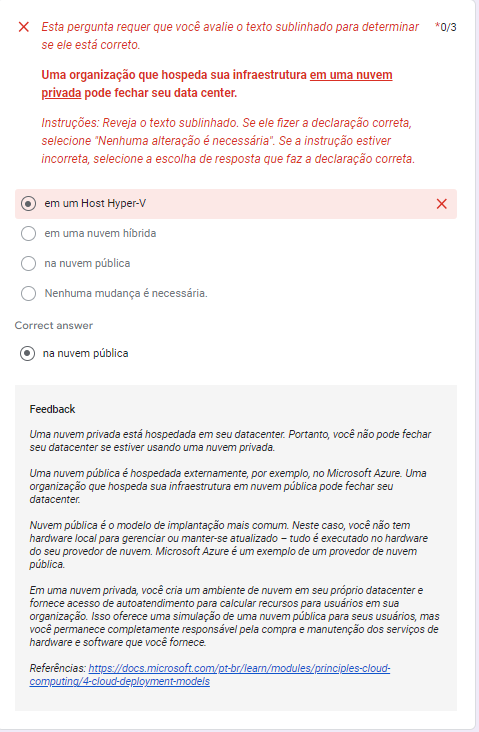 Esta pergunta requer que você avalie o texto sublinhado para determinar *0/3
se ele está correto.
Uma organização que hospeda sua infraestrutura em uma nuvem
privada pode fechar seu data center.
Instruções: Reveja o texto sublinhado. Se ele fizer a declaração correta,
selecione "Nenhuma alteração é necessária". Se a instrução estiver
incorreta, selecione a escolha de resposta que faz a declaração correta.
em um Host Hyper-V
em uma nuvem híbrida
na nuvem pública
Nenhuma mudança é necessária.
Correct answer
na nuvem pública
Feedback
Uma nuvem privada está hospedada em seu datacenter. Portanto, você não pode fechar
seu datacenter se estiver usando uma nuvem privada.
Uma nuvem pública é hospedada externamente, por exemplo, no Microsoft Azure. Uma
organização que hospeda sua infraestrutura em nuvem pública pode fechar seu
datacenter.
Nuvem pública é o modelo de implantação mais comum. Neste caso, você não tem
hardware local para gerenciar ou manter-se atualizado – tudo é executado no hardware
do seu provedor de nuvem. Microsoft Azure é um exemplo de um provedor de nuvem
pública.
Em uma nuvem privada, você cria um ambiente de nuvem em seu próprio datacenter e
fornece acesso de autoatendimento para calcular recursos para usuários em sua
organização. Isso oferece uma simulação de uma nuvem pública para seus usuários, mas
você permanece completamente responsável pela compra e manutenção dos serviços de
hardware e software que você fornece.
Referências: https://docs.microsoft.com/pt-br/learn/modules/principles-cloud-
computing/4-cloud-deployment-models